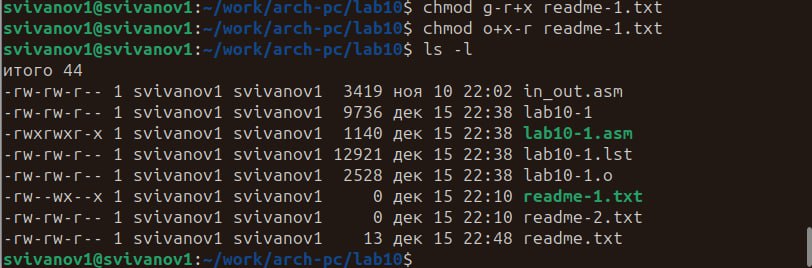 svivanov1@svivanov1:~/work/arch-pc/lab10$ chmod g-r+x readme-1.txt
svivanov1@svivanov1:~/work/arch-pc/lab10$ chmod o+x-r readme-1.txt
svivanov1@svivanov1:~/work/arch-pc/lab10$ ls -l
итого 44
-rw-rw-r-- 1 svivanov1 svivanov1  3419 ноя 10 22:02 in_out.asm
-rw-rw-r-- 1 svivanov1 svivanov1  9736 дек 15 22:38 lab10-1
-rwxrwxr-x 1 svivanov1 svivanov1  1140 дек 15 22:38 lab10-1.asm
-rw-rw-r-- 1 svivanov1 svivanov1 12921 дек 15 22:38 lab10-1.lst
-rw-rw-r-- 1 svivanov1 svivanov1  2528 дек 15 22:38 lab10-1.o
-rw--wx--x 1 svivanov1 svivanov1     0 дек 15 22:10 readme-1.txt
-rw-rw-r-- 1 svivanov1 svivanov1     0 дек 15 22:10 readme-2.txt
-rw-rw-r-- 1 svivanov1 svivanov1    13 дек 15 22:48 readme.txt
svivanov1@svivanov1:~/work/arch-pc/lab10$